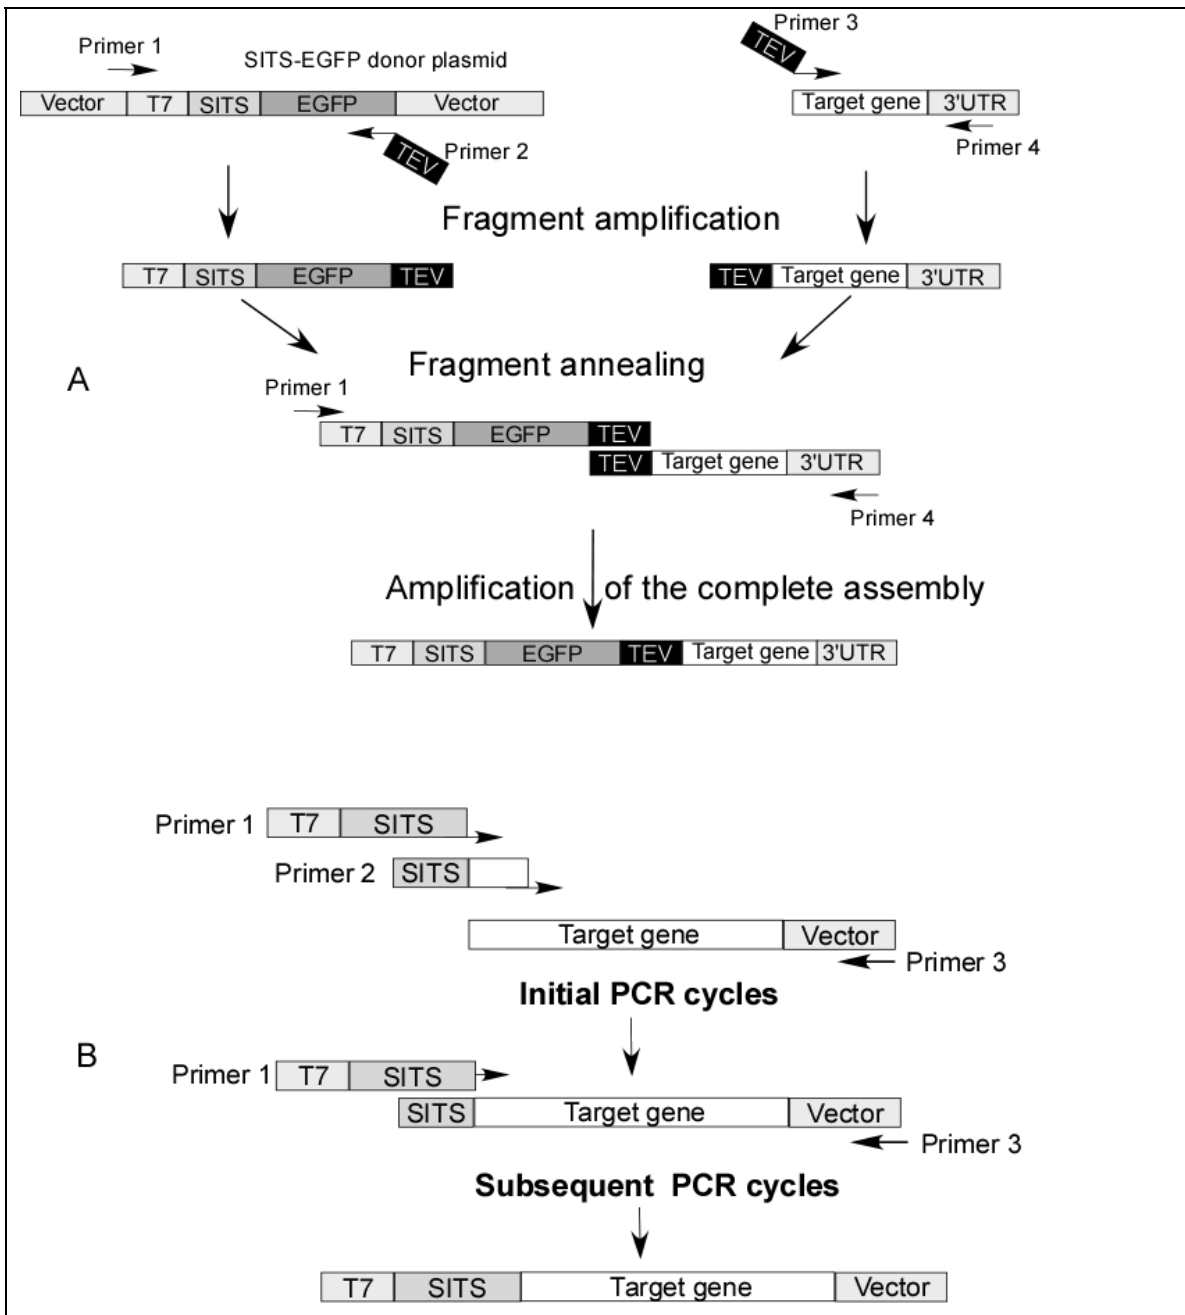 Primer 1
SITS-EGFP donor plasmid
Vector T7 SITS EGFP Vector
TEV Primer 2
Primer 3
TEV
Target gene 3'UTR
Primer 4
Fragment amplification
T7 SITS EGFP TEV
TEV Target gene 3'UTR
Fragment annealing
A
Primer 1
T7 SITS EGFP TEV
TEV Target gene 3'UTR
Primer 4
Amplification of the complete assembly
T7 SITS EGFP TEV Target gene 3'UTR
Primer 1 T7 SITS
Primer 2 SITS
Target gene Vector
Primer 3
Initial PCR cycles
B
Primer 1 T7 SITS
SITS Target gene Vector
Primer 3
Subsequent PCR cycles
T7 SITS Target gene Vector